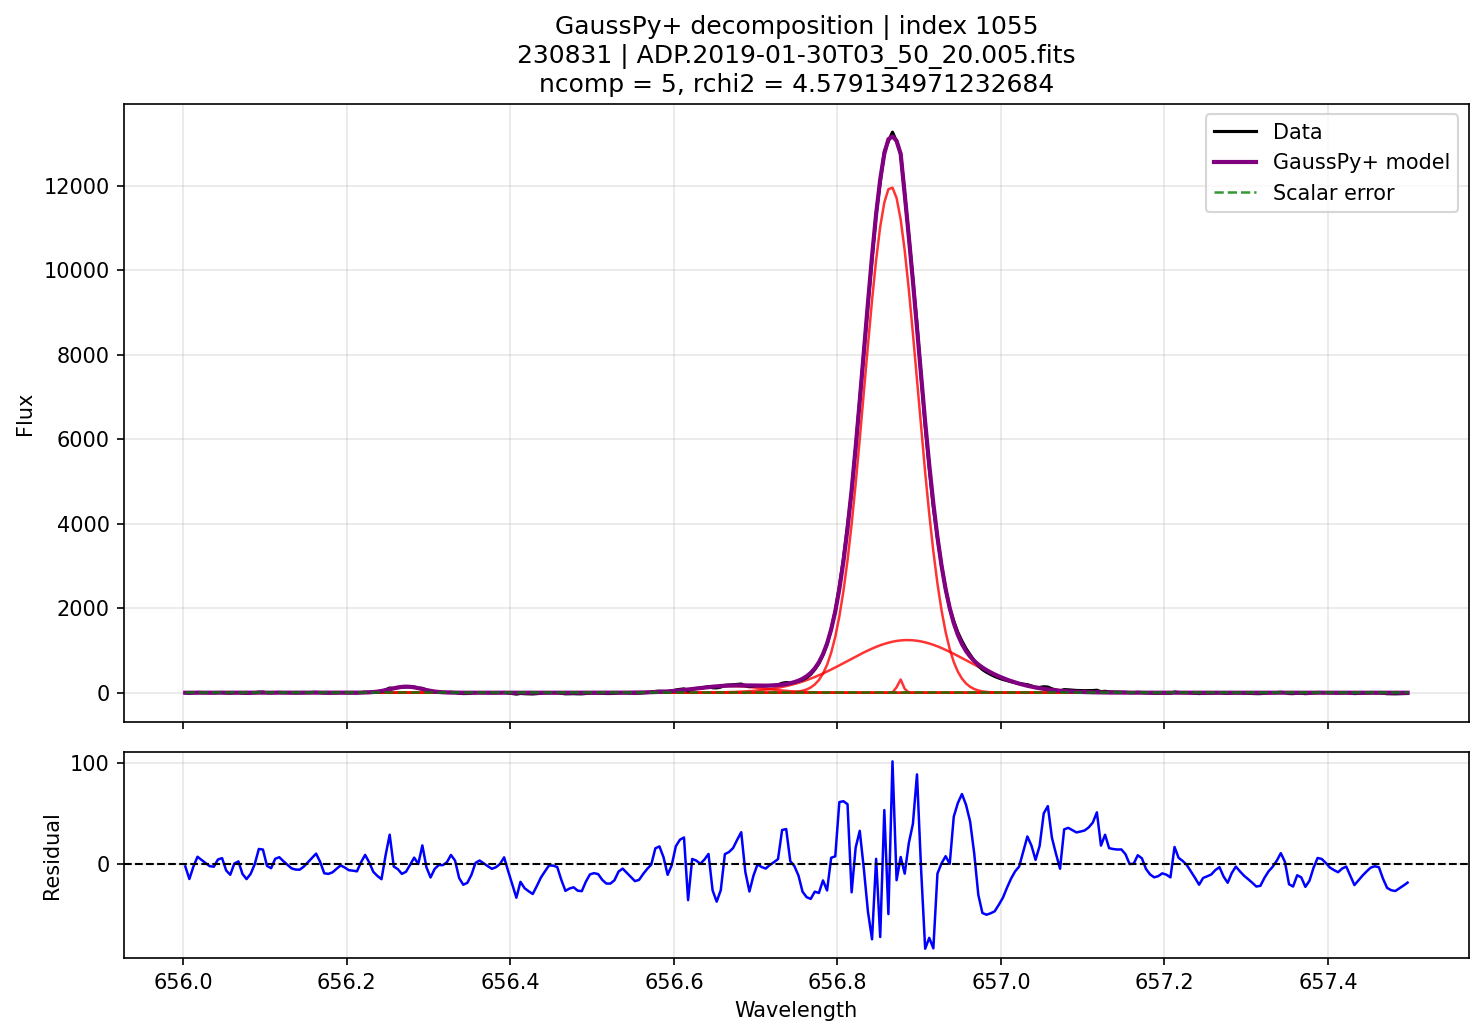 GaussPy+ decomposition | index 1055
230831 | ADP.2019-01-30T03_50_20.005.fits
ncomp = 5, rchi2 = 4.579134971232684
Data
GaussPy+ model
Scalar error
12000
10000
8000
6000
4000
2000
0
Flux
100
0
Residual
656.0 656.2 656.4 656.6 656.8 657.0 657.2 657.4
Wavelength